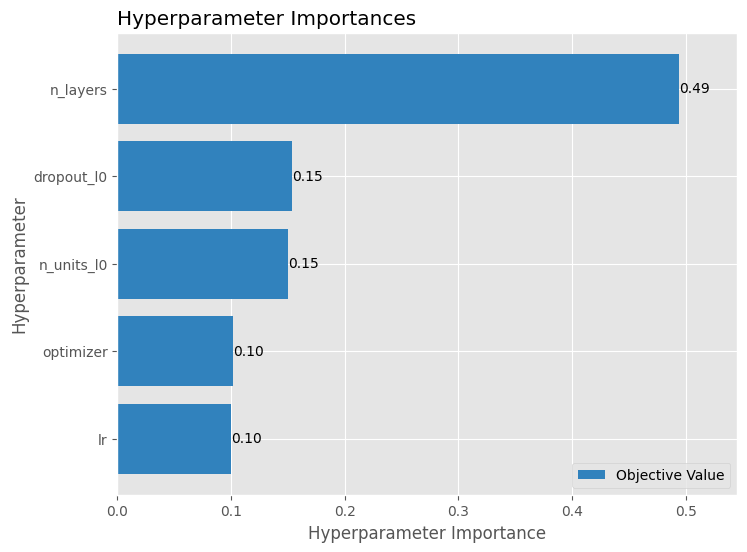 Hyperparameter Importances
Hyperparameter
n_layers
0.49
dropout_l0
0.15
n_units_l0
0.15
optimizer
0.10
lr
0.10
Objective Value
0.0
0.1
0.2
0.3
0.4
0.5
Hyperparameter Importance